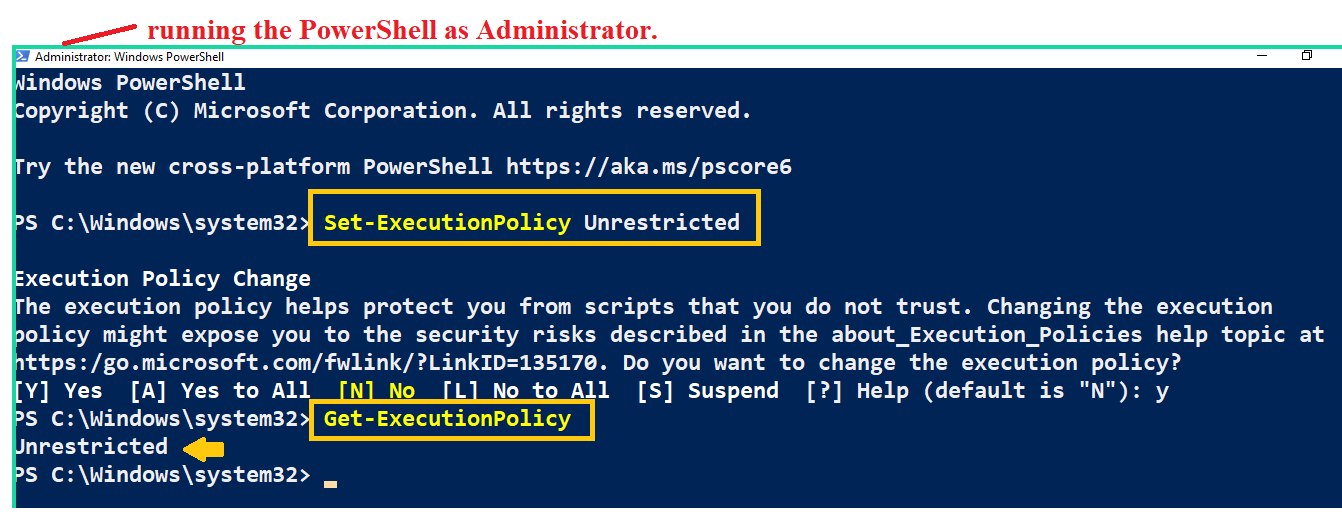 running the PowerShell as Administrator.
Administrator: Windows PowerShell
Windows PowerShell
Copyright (C) Microsoft Corporation. All rights reserved.
Try the new cross-platform PowerShell https://aka.ms/pscore6
PS C:\Windows\system32> Set-ExecutionPolicy Unrestricted
Execution Policy Change
The execution policy helps protect you from scripts that you do not trust. Changing the execution
policy might expose you to the security risks described in the about_Execution_Policies help topic at
https:/go.microsoft.com/fwlink/?LinkID=135170. Do you want to change the execution policy?
[Y] Yes  [A] Yes to All  [N] No  [L] No to All  [S] Suspend  [?] Help (default is "N"): y
PS C:\Windows\system32> Get-ExecutionPolicy
Unrestricted
PS C:\Windows\system32>